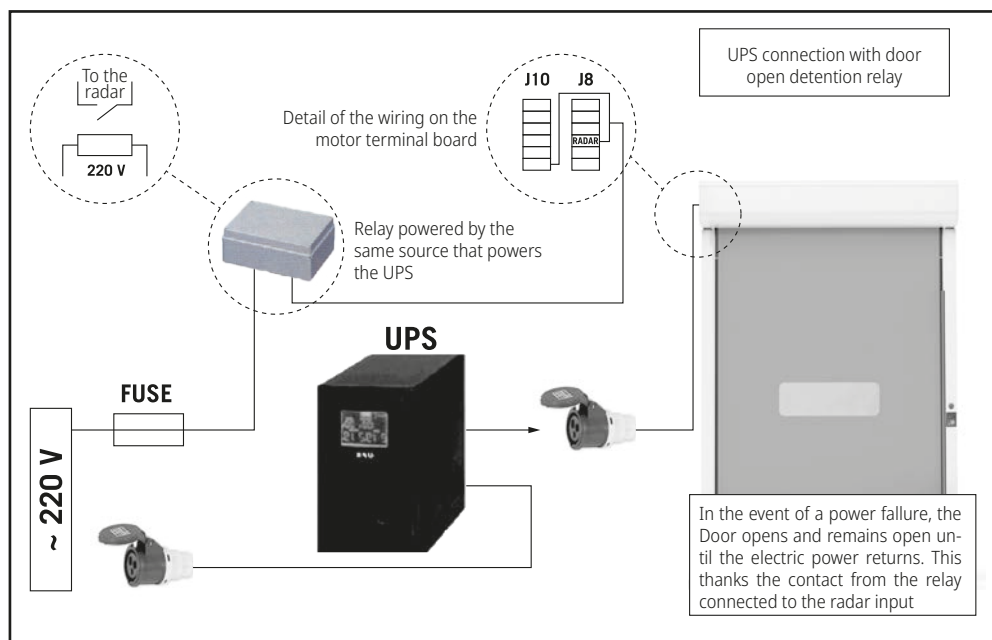 To the
radar
220 V
J10 J8
RADAR
Detail of the wiring on the
motor terminal board
UPS connection with door
open detention relay
Relay powered by the
same source that powers
the UPS
UPS
FUSE
~ 220 V
In the event of a power fallure, the
Door opens and remains open un-
til the electric power returns. This
thanks the contact from the relay
connected to the radar input